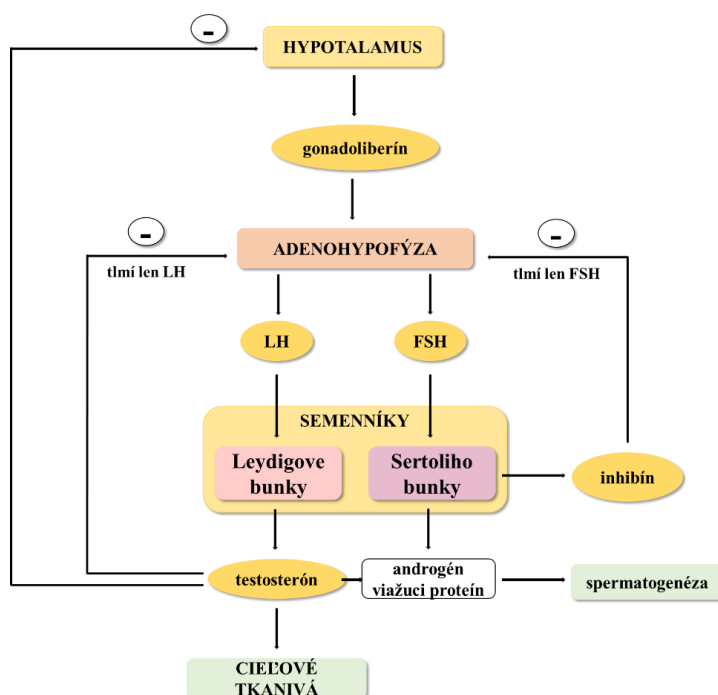 -
HYPOTALAMUS
gonadoliberín
-
-
ADENOHYPOFÝZA
tlmí len LH
tlmí len FSH
LH
FSH
SEMENNÍKY
Leydigove
bunky
Sertoliho
bunky
inhibín
testosterón
androgén
viažuci proteín
spermatogenéza
CIEĽOVÉ
TKANIVÁ